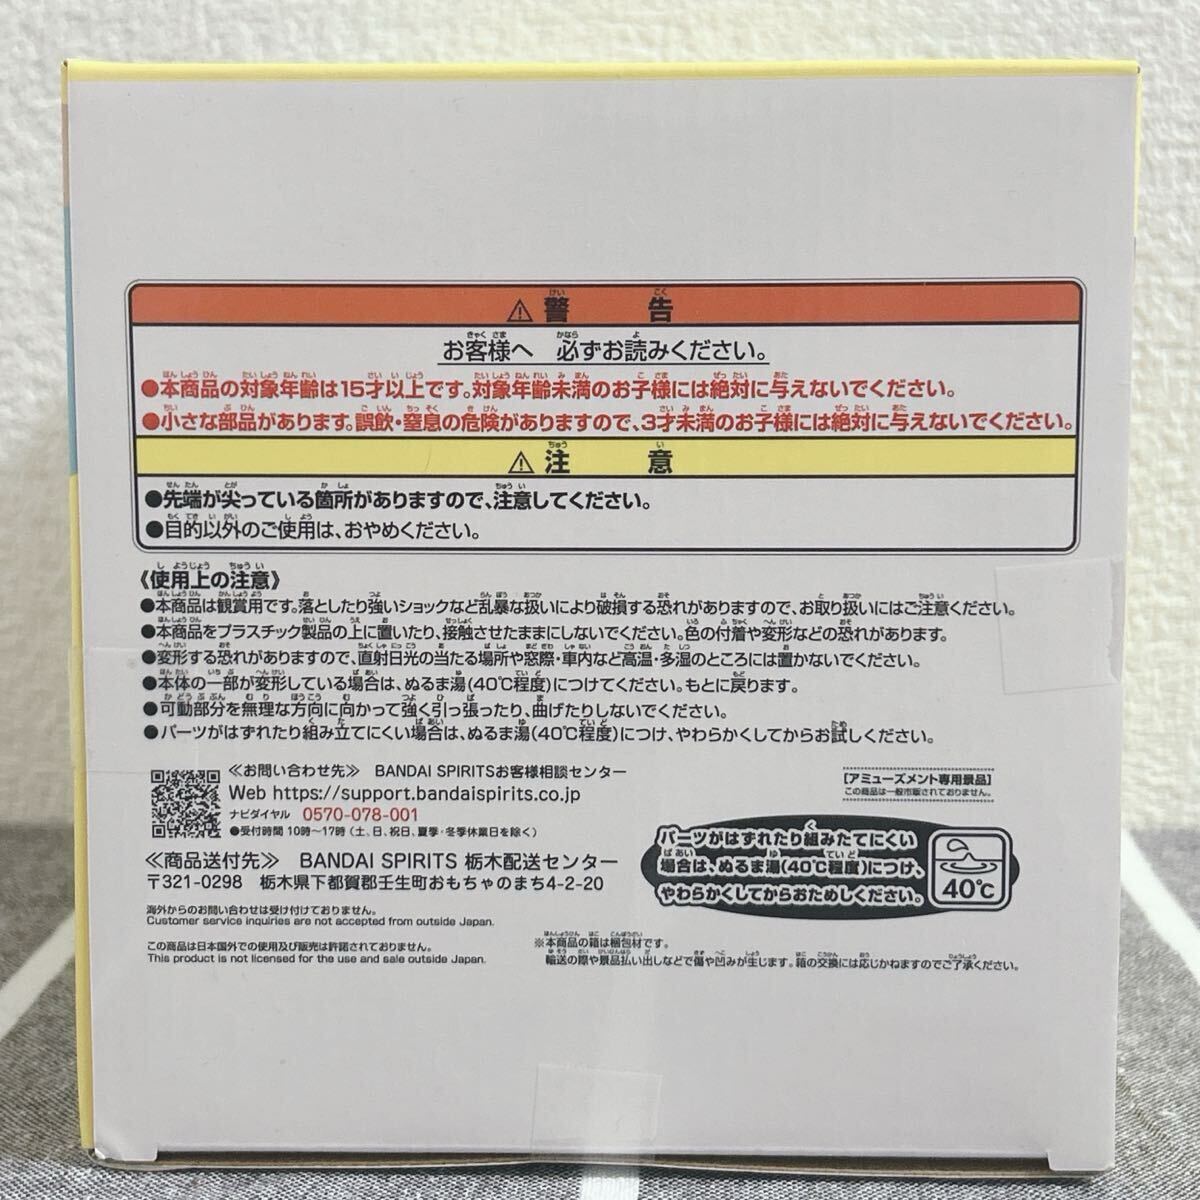 ⚠警告
お客様へ 必ずお読みください。
●本商品の対象年齢は15才以上です。対象年齢未満のお子様には絶対に与えないでください。
●小さな部品があります。誤飲・窒息の危険がありますので、3才未満のお子様には絶対に与えないでください。
⚠注意
●先端が尖っている箇所がありますので、注意してください。
●目的以外のご使用は、おやめください。
《使用上の注意》
●本商品は観賞用です。落としたり強いショックなど乱暴な扱いにより破損する恐れがありますので、お取り扱いにはご注意ください。
●本商品をプラスチック製品の上に置いたり、接触させたままにしないでください。色の付着や変形などの恐れがあります。
●変形する恐れがありますので、直射日光の当たる場所や窓際・車内など高温・多湿のところには置かないでください。
●本体の一部が変形している場合は、ぬるま湯(40℃程度)につけてください。もとに戻ります。
●可動部分を無理な方向に向かって強く引っ張ったり、曲げたりしないでください。
●パーツがはずれたり組み立てにくい場合は、ぬるま湯(40℃程度)につけ、やわらかくしてからお試しください。
≪お問い合わせ先≫ BANDAI SPIRITSお客様相談センター
Web https://support.bandaispirits.co.jp
ナビダイヤル 0570-078-001
●受付時間 10時〜17時(土、日、祝日、夏季・冬季休業日を除く)
≪商品送付先≫ BANDAI SPIRITS 栃木配送センター
〒321-0298 栃木県下都賀郡壬生町おもちゃのまち4-2-20
海外からのお問い合わせは受け付けておりません。
Customer service inquiries are not accepted from outside Japan.
この商品は日本国外での使用及び販売は許諾されておりません。
This product is not licensed for the use and sale outside Japan.
[アミューズメント専用景品]
この商品は一般市販されておりません。
パーツがはずれたり組みたてにくい
場合は、ぬるま湯(40℃程度)につけ、
やわらかくしてからおためしください。
40℃
※本商品の箱は梱包材です。
輸送の際や景品払い出しなどで傷や凹みが生じます。箱の交換には応じかねますのでご了承ください。